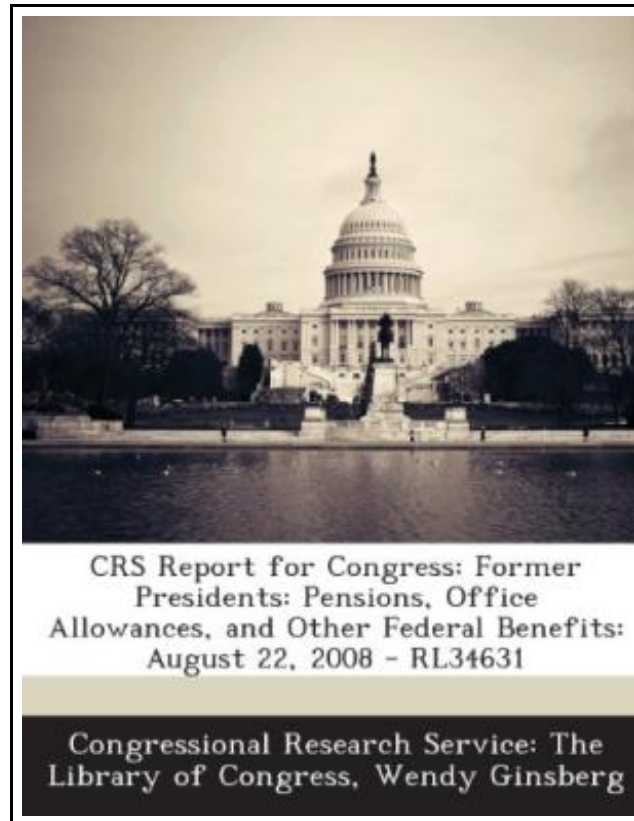 CRS Report for Congress: Former
Presidents: Pensions, Office
Allowances, and Other Federal Benefits:
August 22, 2008 - RL34631
Congressional Research Service: The
Library of Congress, Wendy Ginsberg